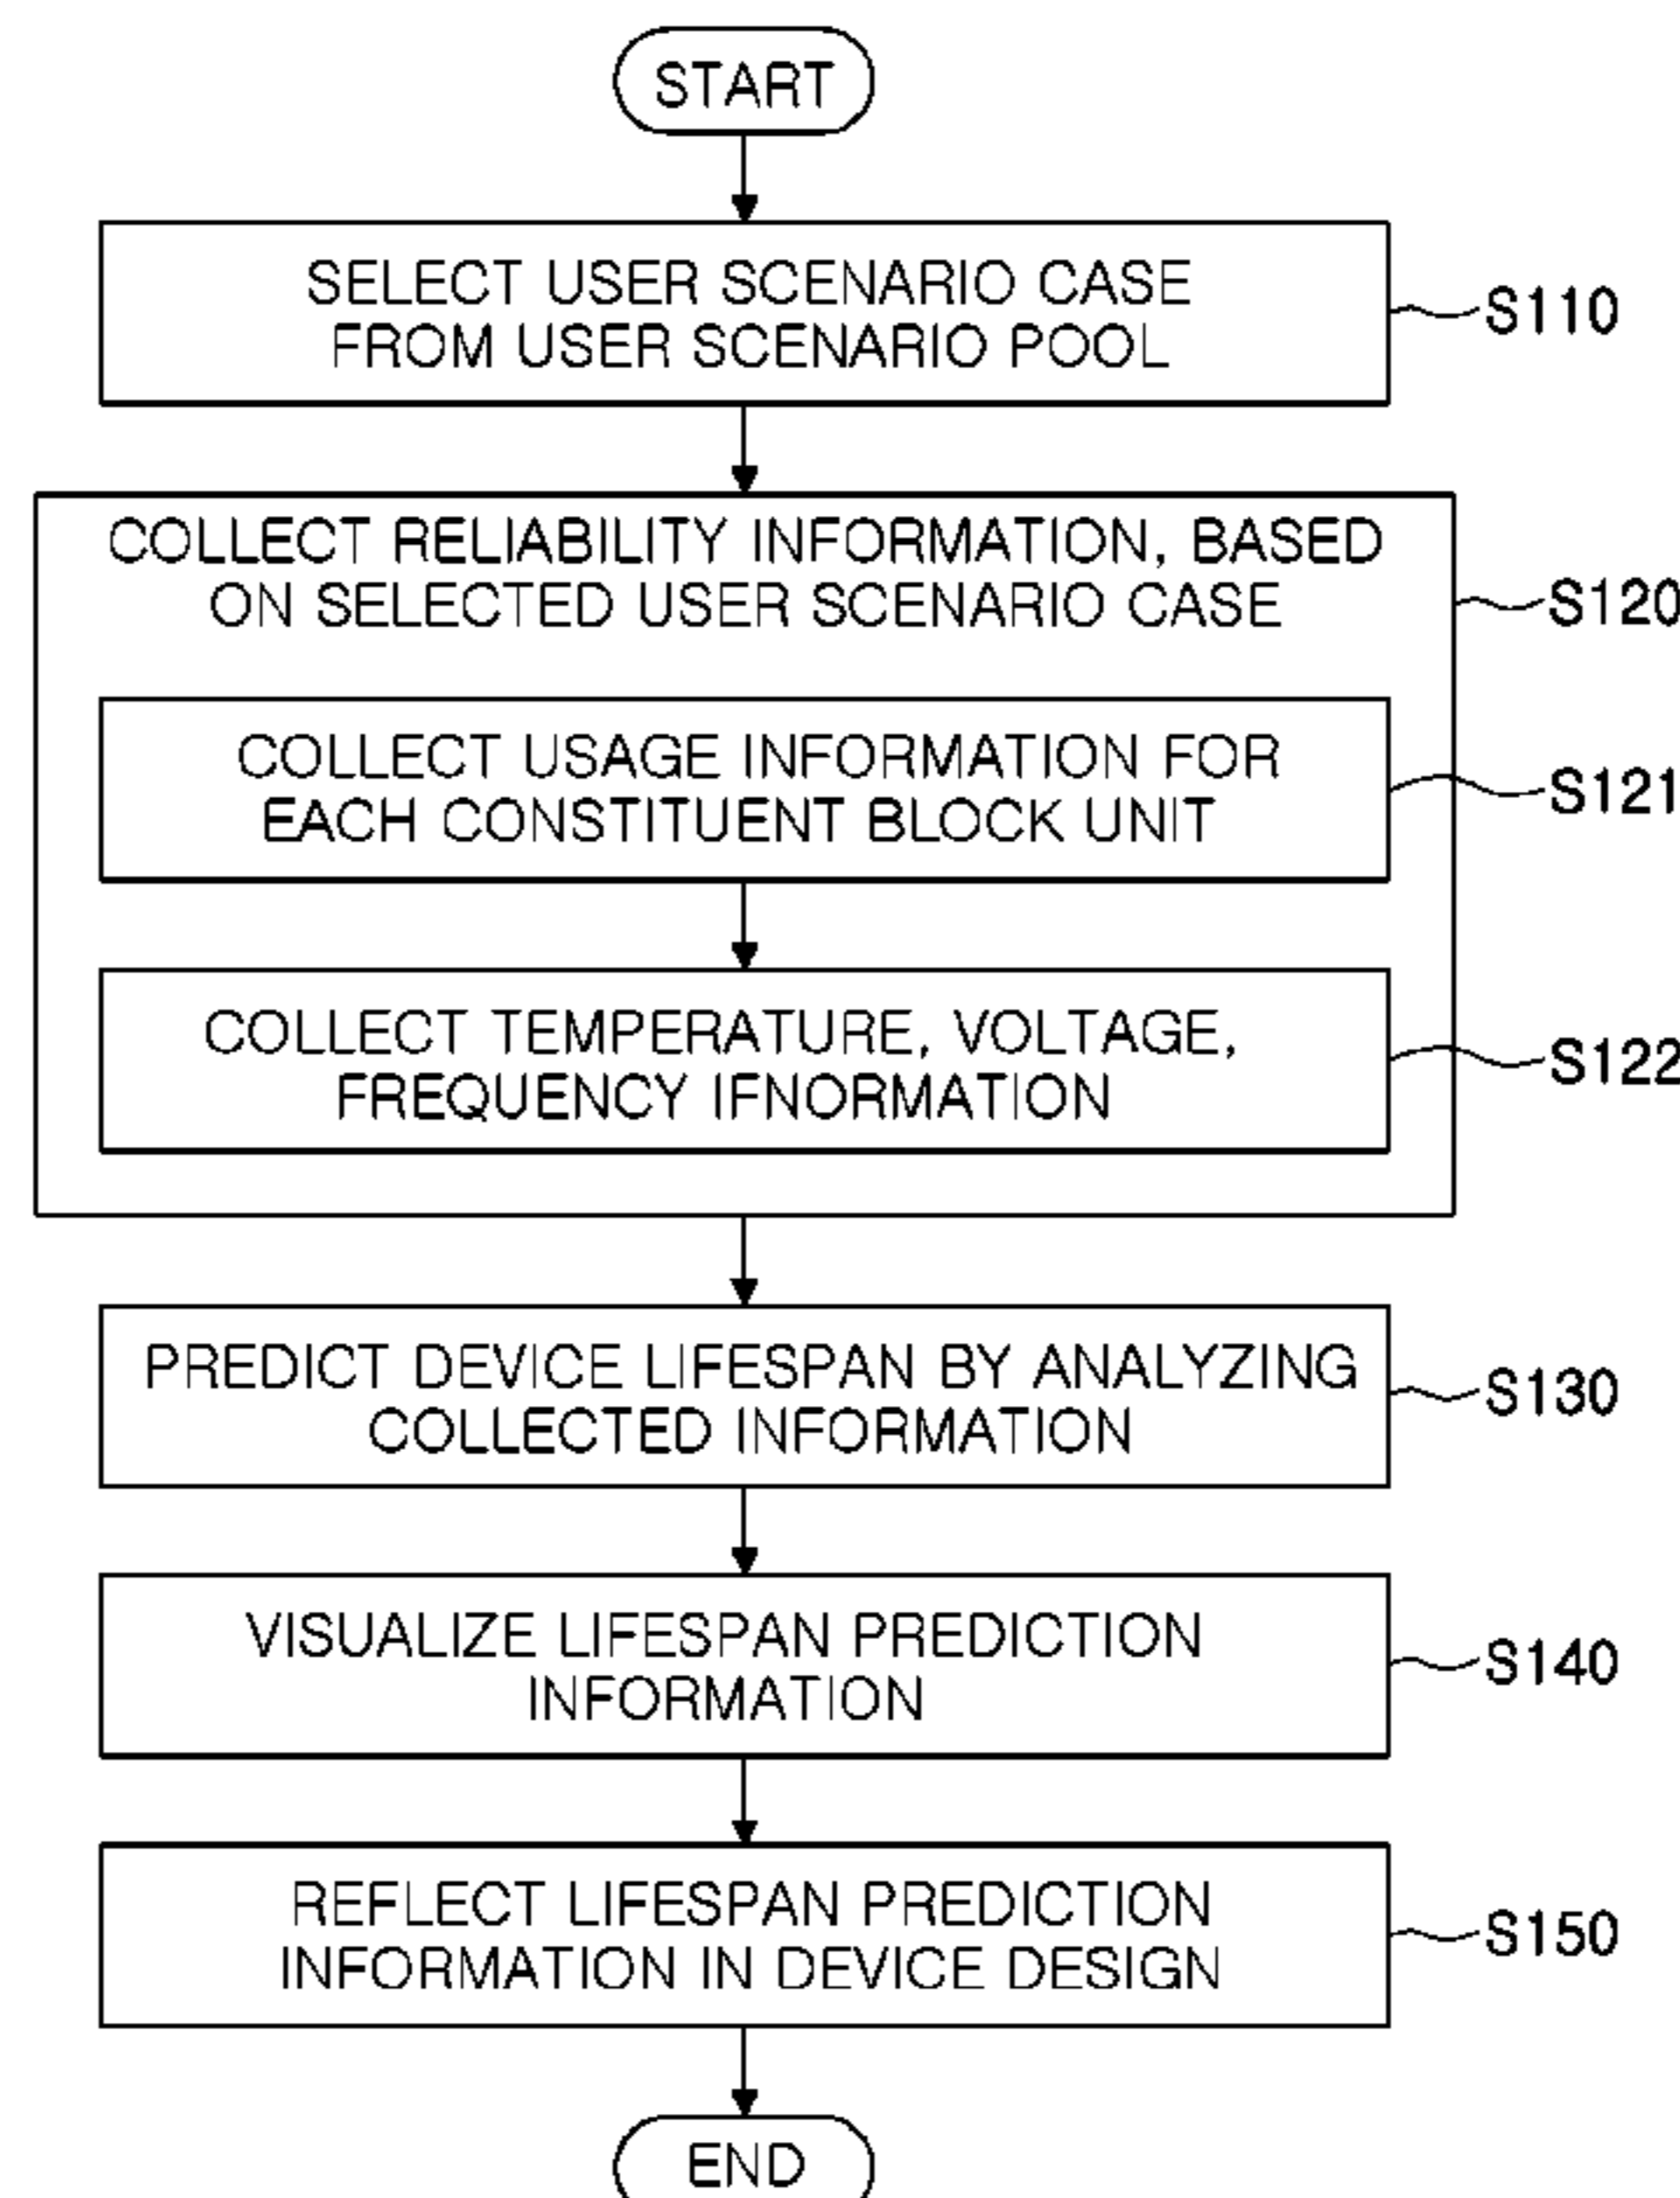 START
SELECT USER SCENARIO CASE
FROM USER SCENARIO POOL
S110
COLLECT RELIABILITY INFORMATION, BASED
ON SELECTED USER SCENARIO CASE
S120
COLLECT USAGE INFORMATION FOR
EACH CONSTITUENT BLOCK UNIT
S121
COLLECT TEMPERATURE, VOLTAGE,
FREQUENCY IFNORMATION
S122
PREDICT DEVICE LIFESPAN BY ANALYZING
COLLECTED INFORMATION
S130
VISUALIZE LIFESPAN PREDICTION
INFORMATION
S140
REFLECT LIFESPAN PREDICTION
INFORMATION IN DEVICE DESIGN
S150
END